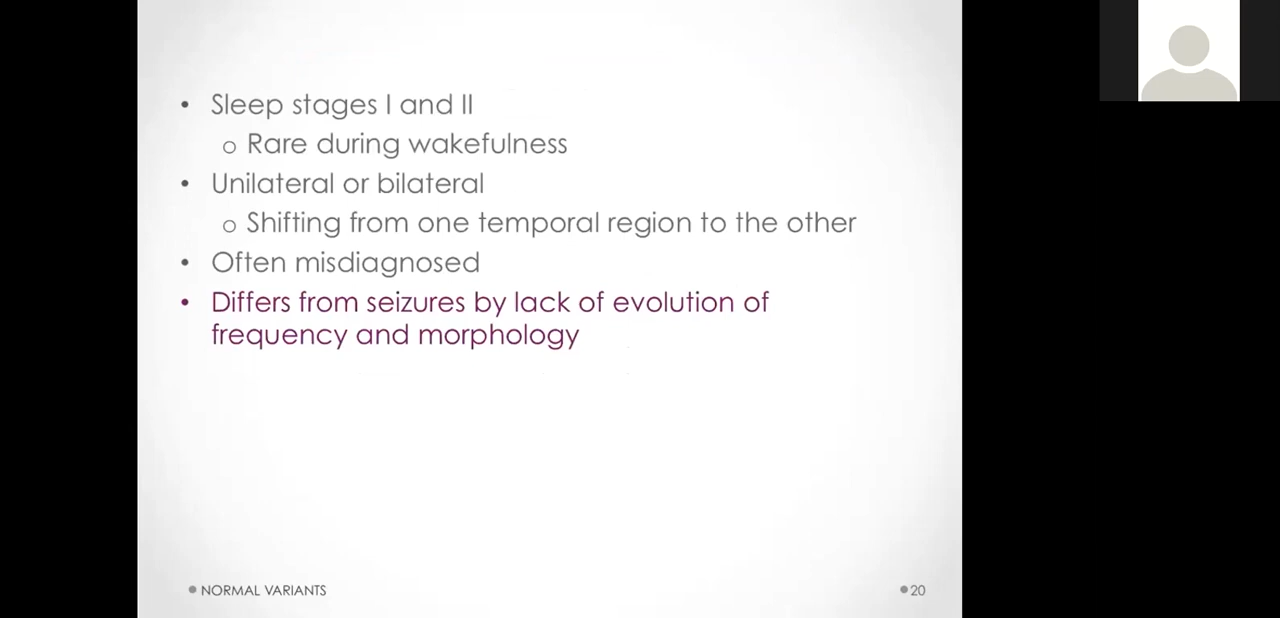 • Sleep stages I and II
o Rare during wakefulness
• Unilateral or bilateral
o Shifting from one temporal region to the other
• Often misdiagnosed
• Differs from seizures by lack of evolution of
frequency and morphology
• NORMAL VARIANTS
• 20